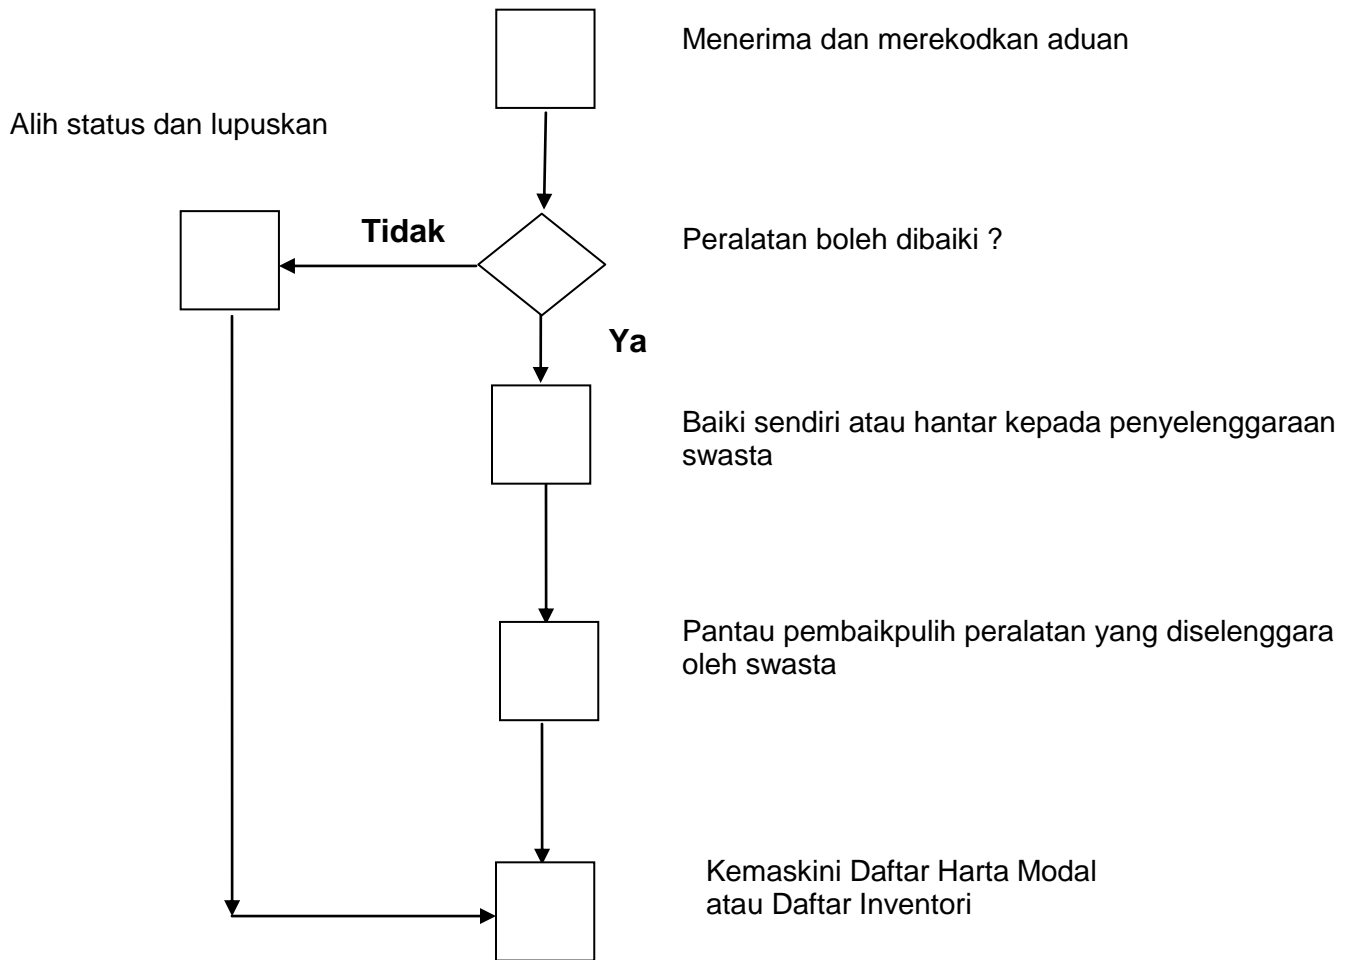 Menerima dan merekodkan aduan
Alih status dan lupuskan
Tidak
Peralatan boleh dibaiki ?
Ya
Baiki sendiri atau hantar kepada penyelenggaraan
swasta
Pantau pembaikpulih peralatan yang diselenggara
oleh swasta
Kemaskini Daftar Harta Modal
atau Daftar Inventori